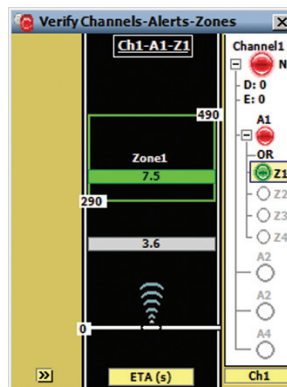 Verify Channels-Alerts-Zones
Ch1-A1-Z1
490
Zone1
7.5
290
3.6
0
ETA (s)
Channel1
N
D: 0
E: 0
A1
OR
Z1
Z2
Z3
Z4
A2
A2
A4
Ch1